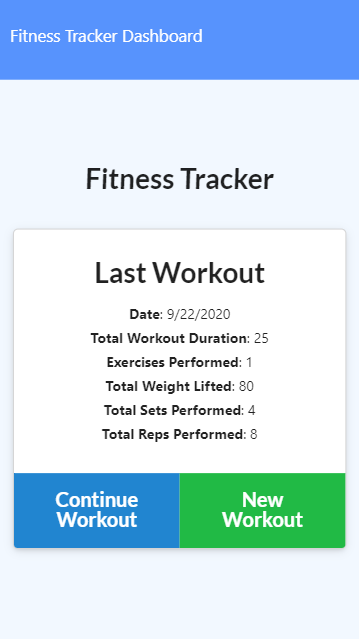 Fitness Tracker Dashboard
Fitness Tracker
Last Workout
Date: 9/22/2020
Total Workout Duration: 25
Exercises Performed: 1
Total Weight Lifted: 80
Total Sets Performed: 4
Total Reps Performed: 8
Continue
Workout
New
Workout